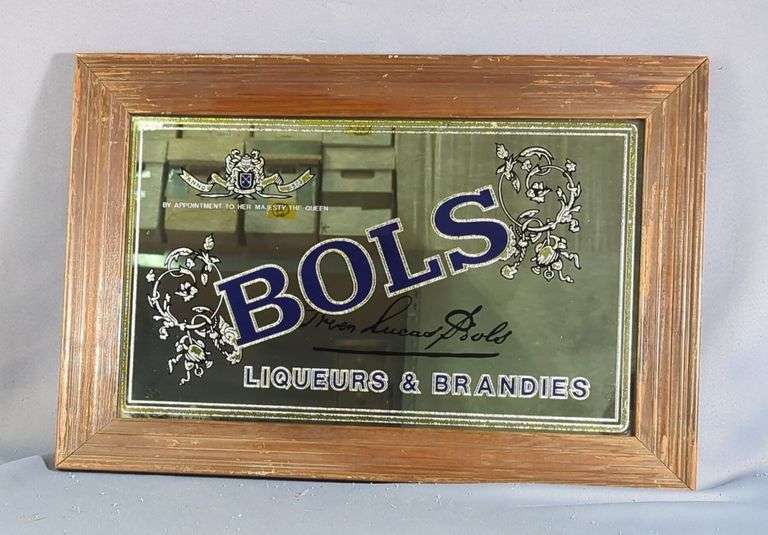 BY APPOINTMENT TO HER MAJESTY THE QUEEN
BOLS
Erven Lucas Bols
LIQUEURS & BRANDIES